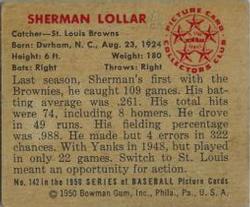 SHERMAN LOLLAR
Catcher—St. Louis Browns
Born: Durham, N. C., Aug. 23, 1924
Height: 6 ft. Weight: 180
Bats: Right Throws: Right
Last season, Sherman's first with the
Brownies, he caught 109 games. His
batting average was .261. His total hits
were 74, including 8 homers. He drove
in 49 runs. His fielding percentage
was .988. He made but 4 errors in 322
chances. With Yanks in 1948, but
played in only 22 games. Switch to St. Louis
meant an opportunity for action.
No. 142 in the 1950 SERIES of BASEBALL Picture Cards
©1950 Bowman Gum, Inc., Phila., Pa., U. S. A.
PICTURE CARD
COLLECTORS CLUB